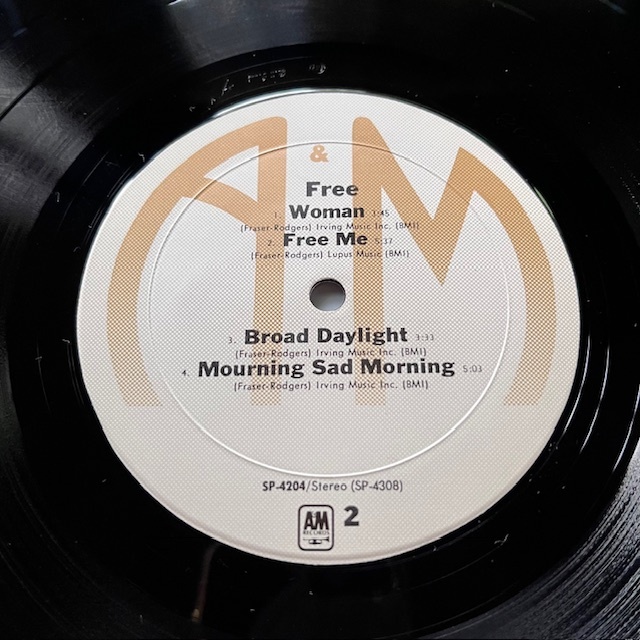 A & M
Free
1. Woman 3:45
(Fraser-Rodgers) Irving Music Inc. (BMI)
2. Free Me 5:37
(Fraser-Rodgers) Lupus Music (BMI)
3. Broad Daylight 3:33
(Fraser-Rodgers) Irving Music Inc. (BMI)
4. Mourning Sad Morning 5:03
(Fraser-Rodgers) Irving Music Inc. (BMI)
SP-4204/Stereo (SP-4308)
A&M
RECORDS
2